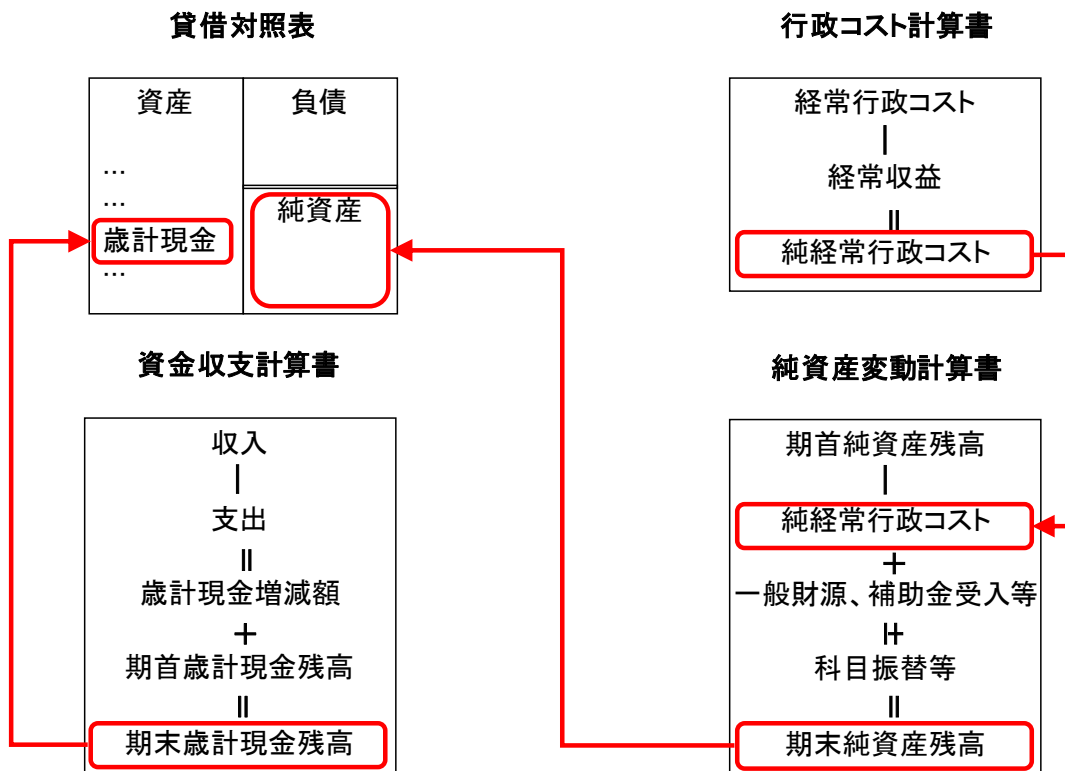 貸借対照表
資産
負債
…
…
歳計現金
…
純資産
行政コスト計算書
経常行政コスト
|
経常収益
||
純経常行政コスト
資金収支計算書
収入
|
支出
||
歳計現金増減額
+
期首歳計現金残高
||
期末歳計現金残高
純資産変動計算書
期首純資産残高
|
純経常行政コスト
+
一般財源、補助金受入等
|+
科目振替等
||
期末純資産残高